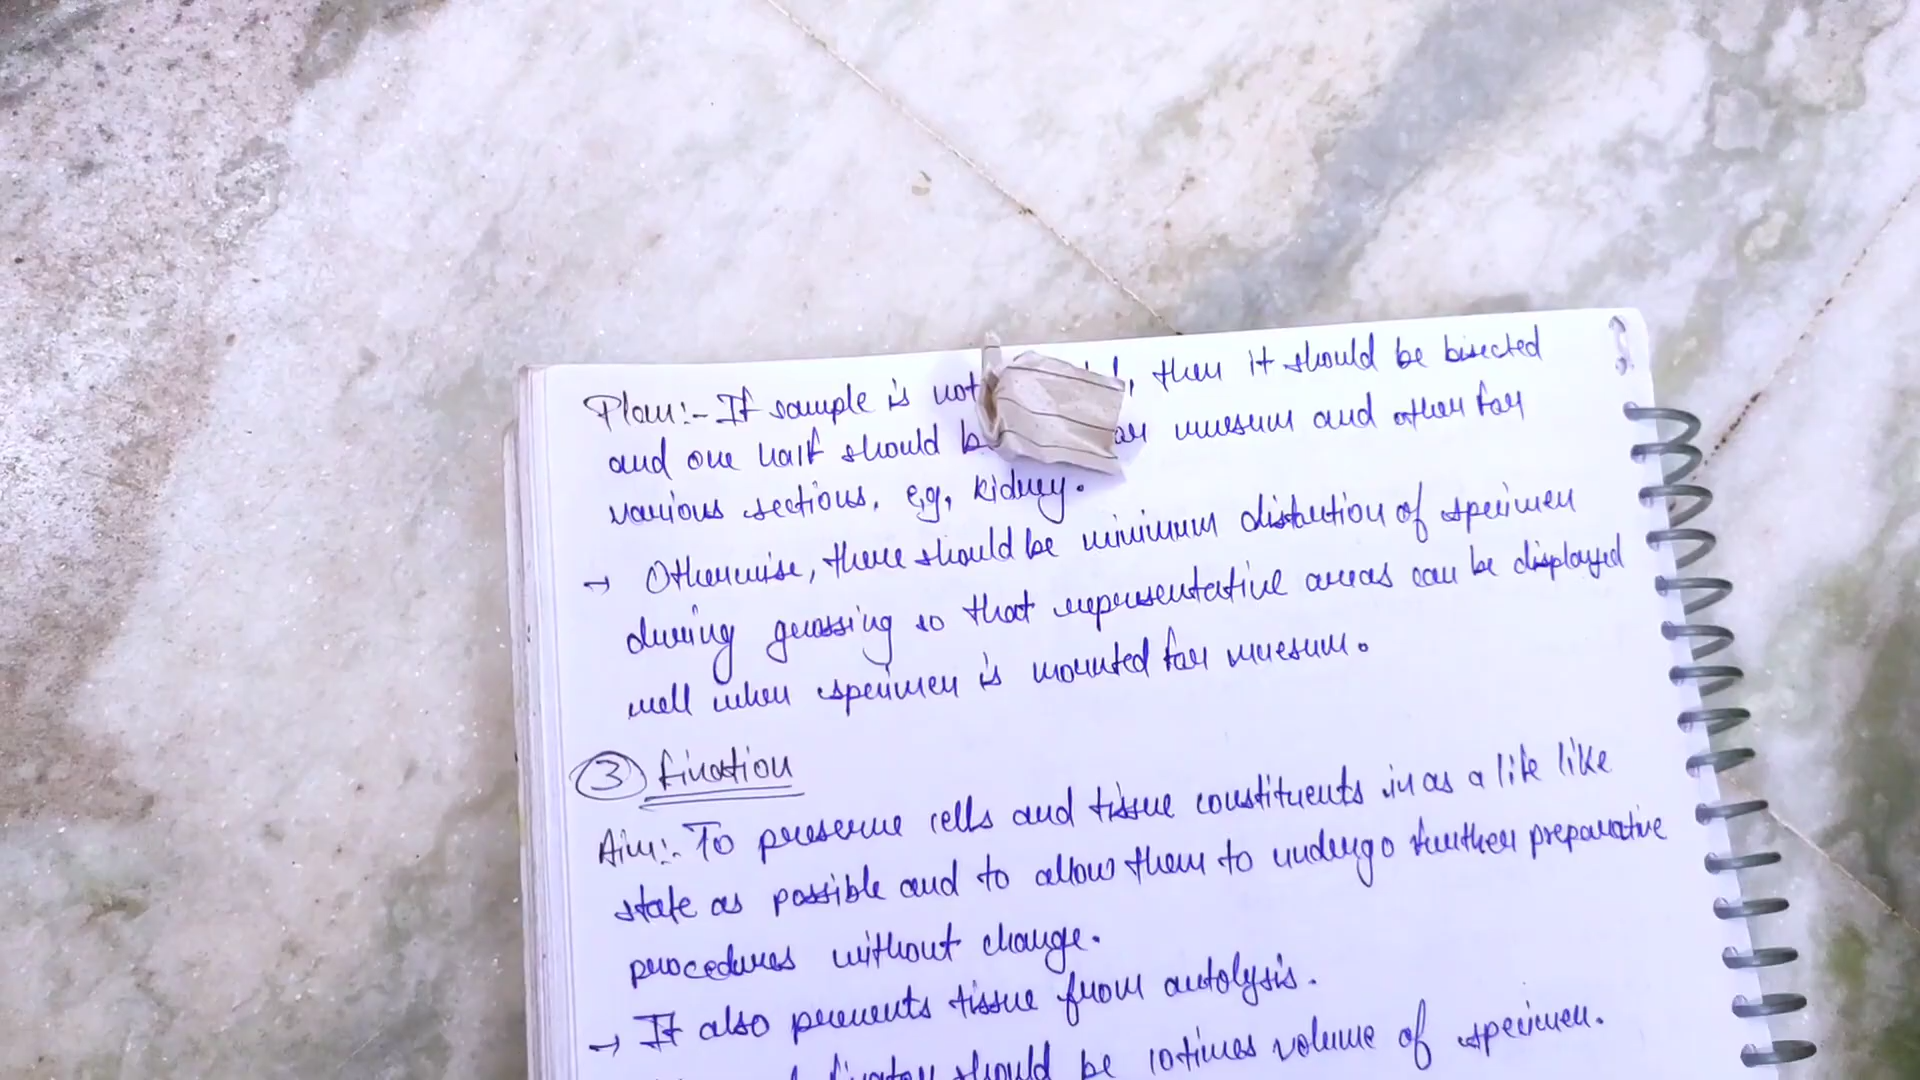 Plan:- If sample is not then it should be bisected
and one half should museum and other for
various sections. e.g. kidney.
→ Otherwise, there should be minimum distortion of specimen
during grossing so that representative areas can be displayed
well when specimen is mounted for museum.
③ fixation
Aim:- To preserve cells and tissue constituents in as a life like
state as possible and to allow them to undergo further preparative
procedures without change.
→ It also prevents tissue from autolysis.
should be 10 times volume of specimen.